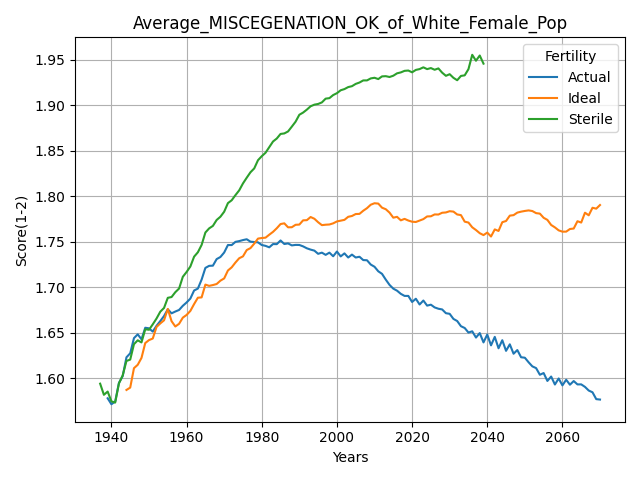 Average_MISCEGENATION_OK_of_White_Female_Pop
Score(1-2)
1.95
1.90
1.85
1.80
1.75
1.70
1.65
1.60
Fertility
Actual
Ideal
Sterile
1940
1960
1980
2000
2020
2040
2060
Years